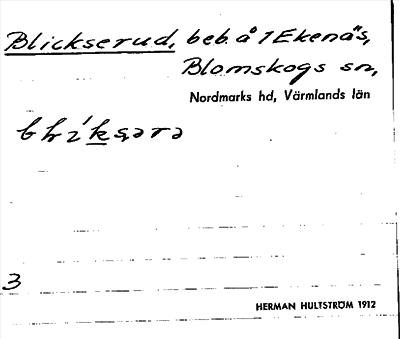 Blickserud, beb. å 1 Ekenäs,
Blomskogs sn,
Nordmarks hd, Värmlands län
3
HERMAN HULTSTRÖM 1912